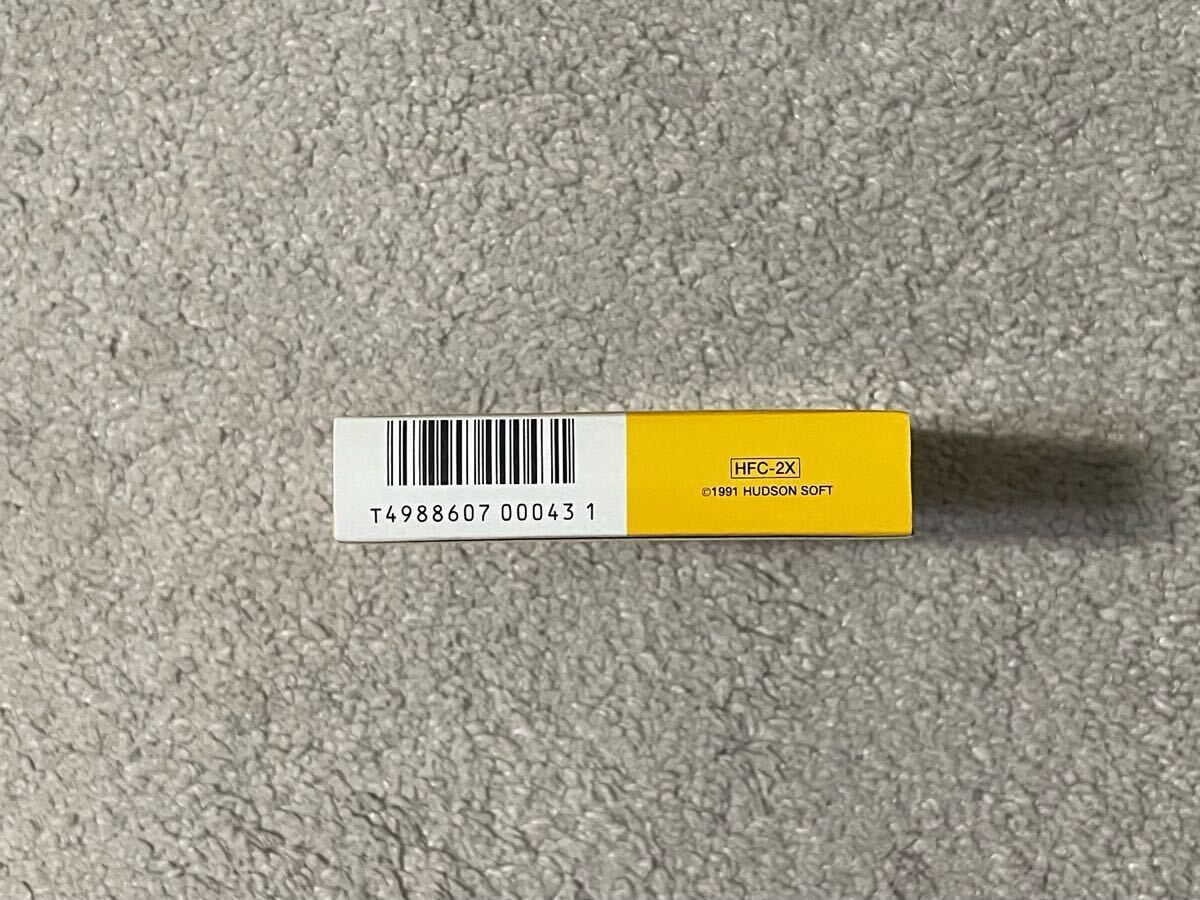 T4988607 00043 1
HFC-2X
©1991 HUDSON SOFT